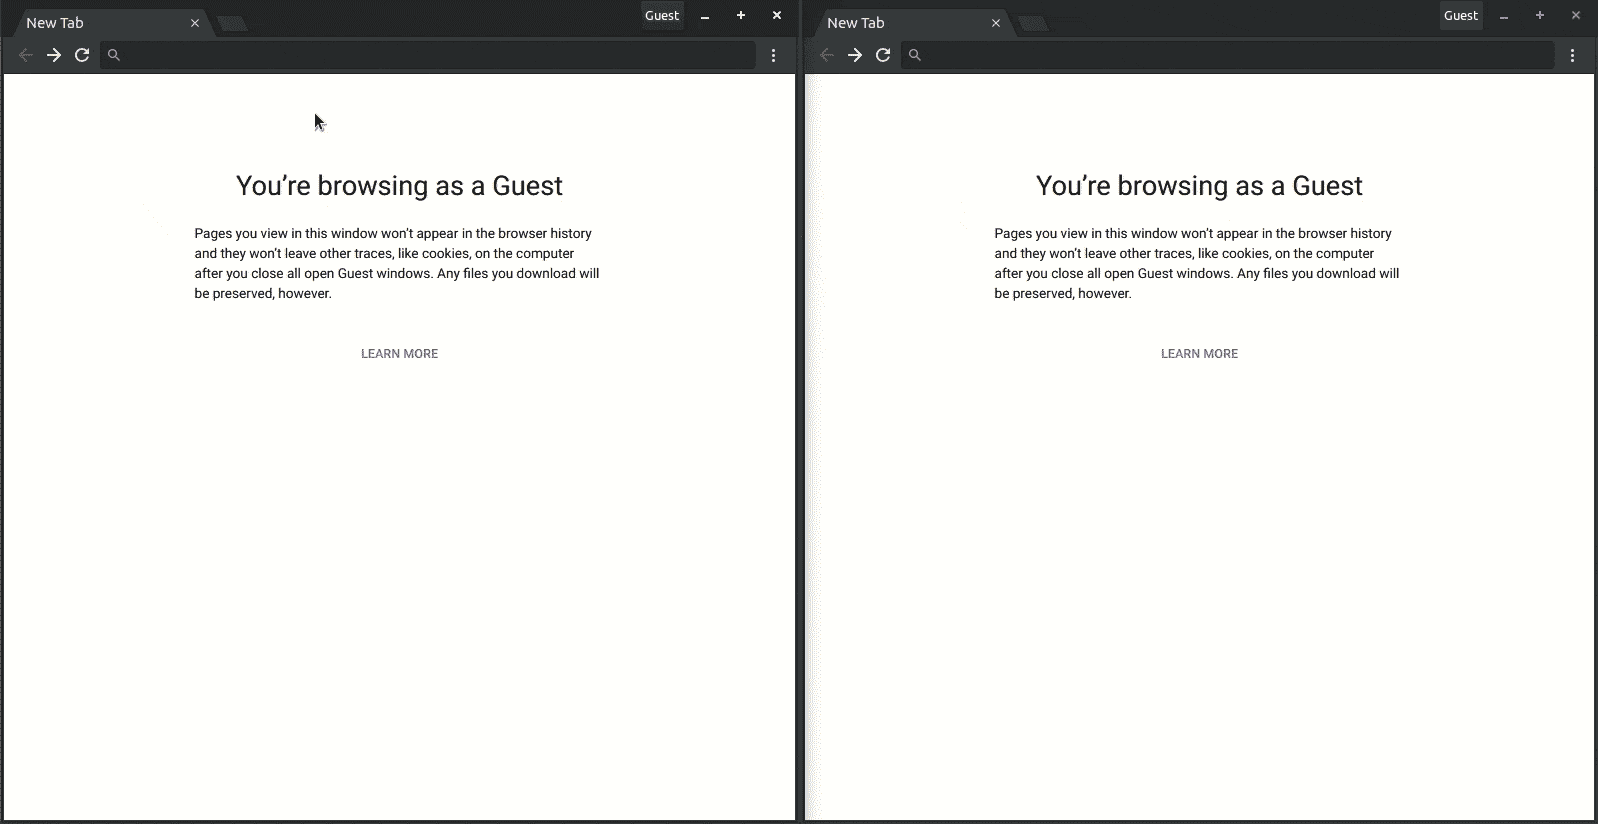 New Tab
Guest
You’re browsing as a Guest
Pages you view in this window won’t appear in the browser history
and they won’t leave other traces, like cookies, on the computer
after you close all open Guest windows. Any files you download will
be preserved, however.
LEARN MORE
New Tab
Guest
You’re browsing as a Guest
Pages you view in this window won’t appear in the browser history
and they won’t leave other traces, like cookies, on the computer
after you close all open Guest windows. Any files you download will
be preserved, however.
LEARN MORE